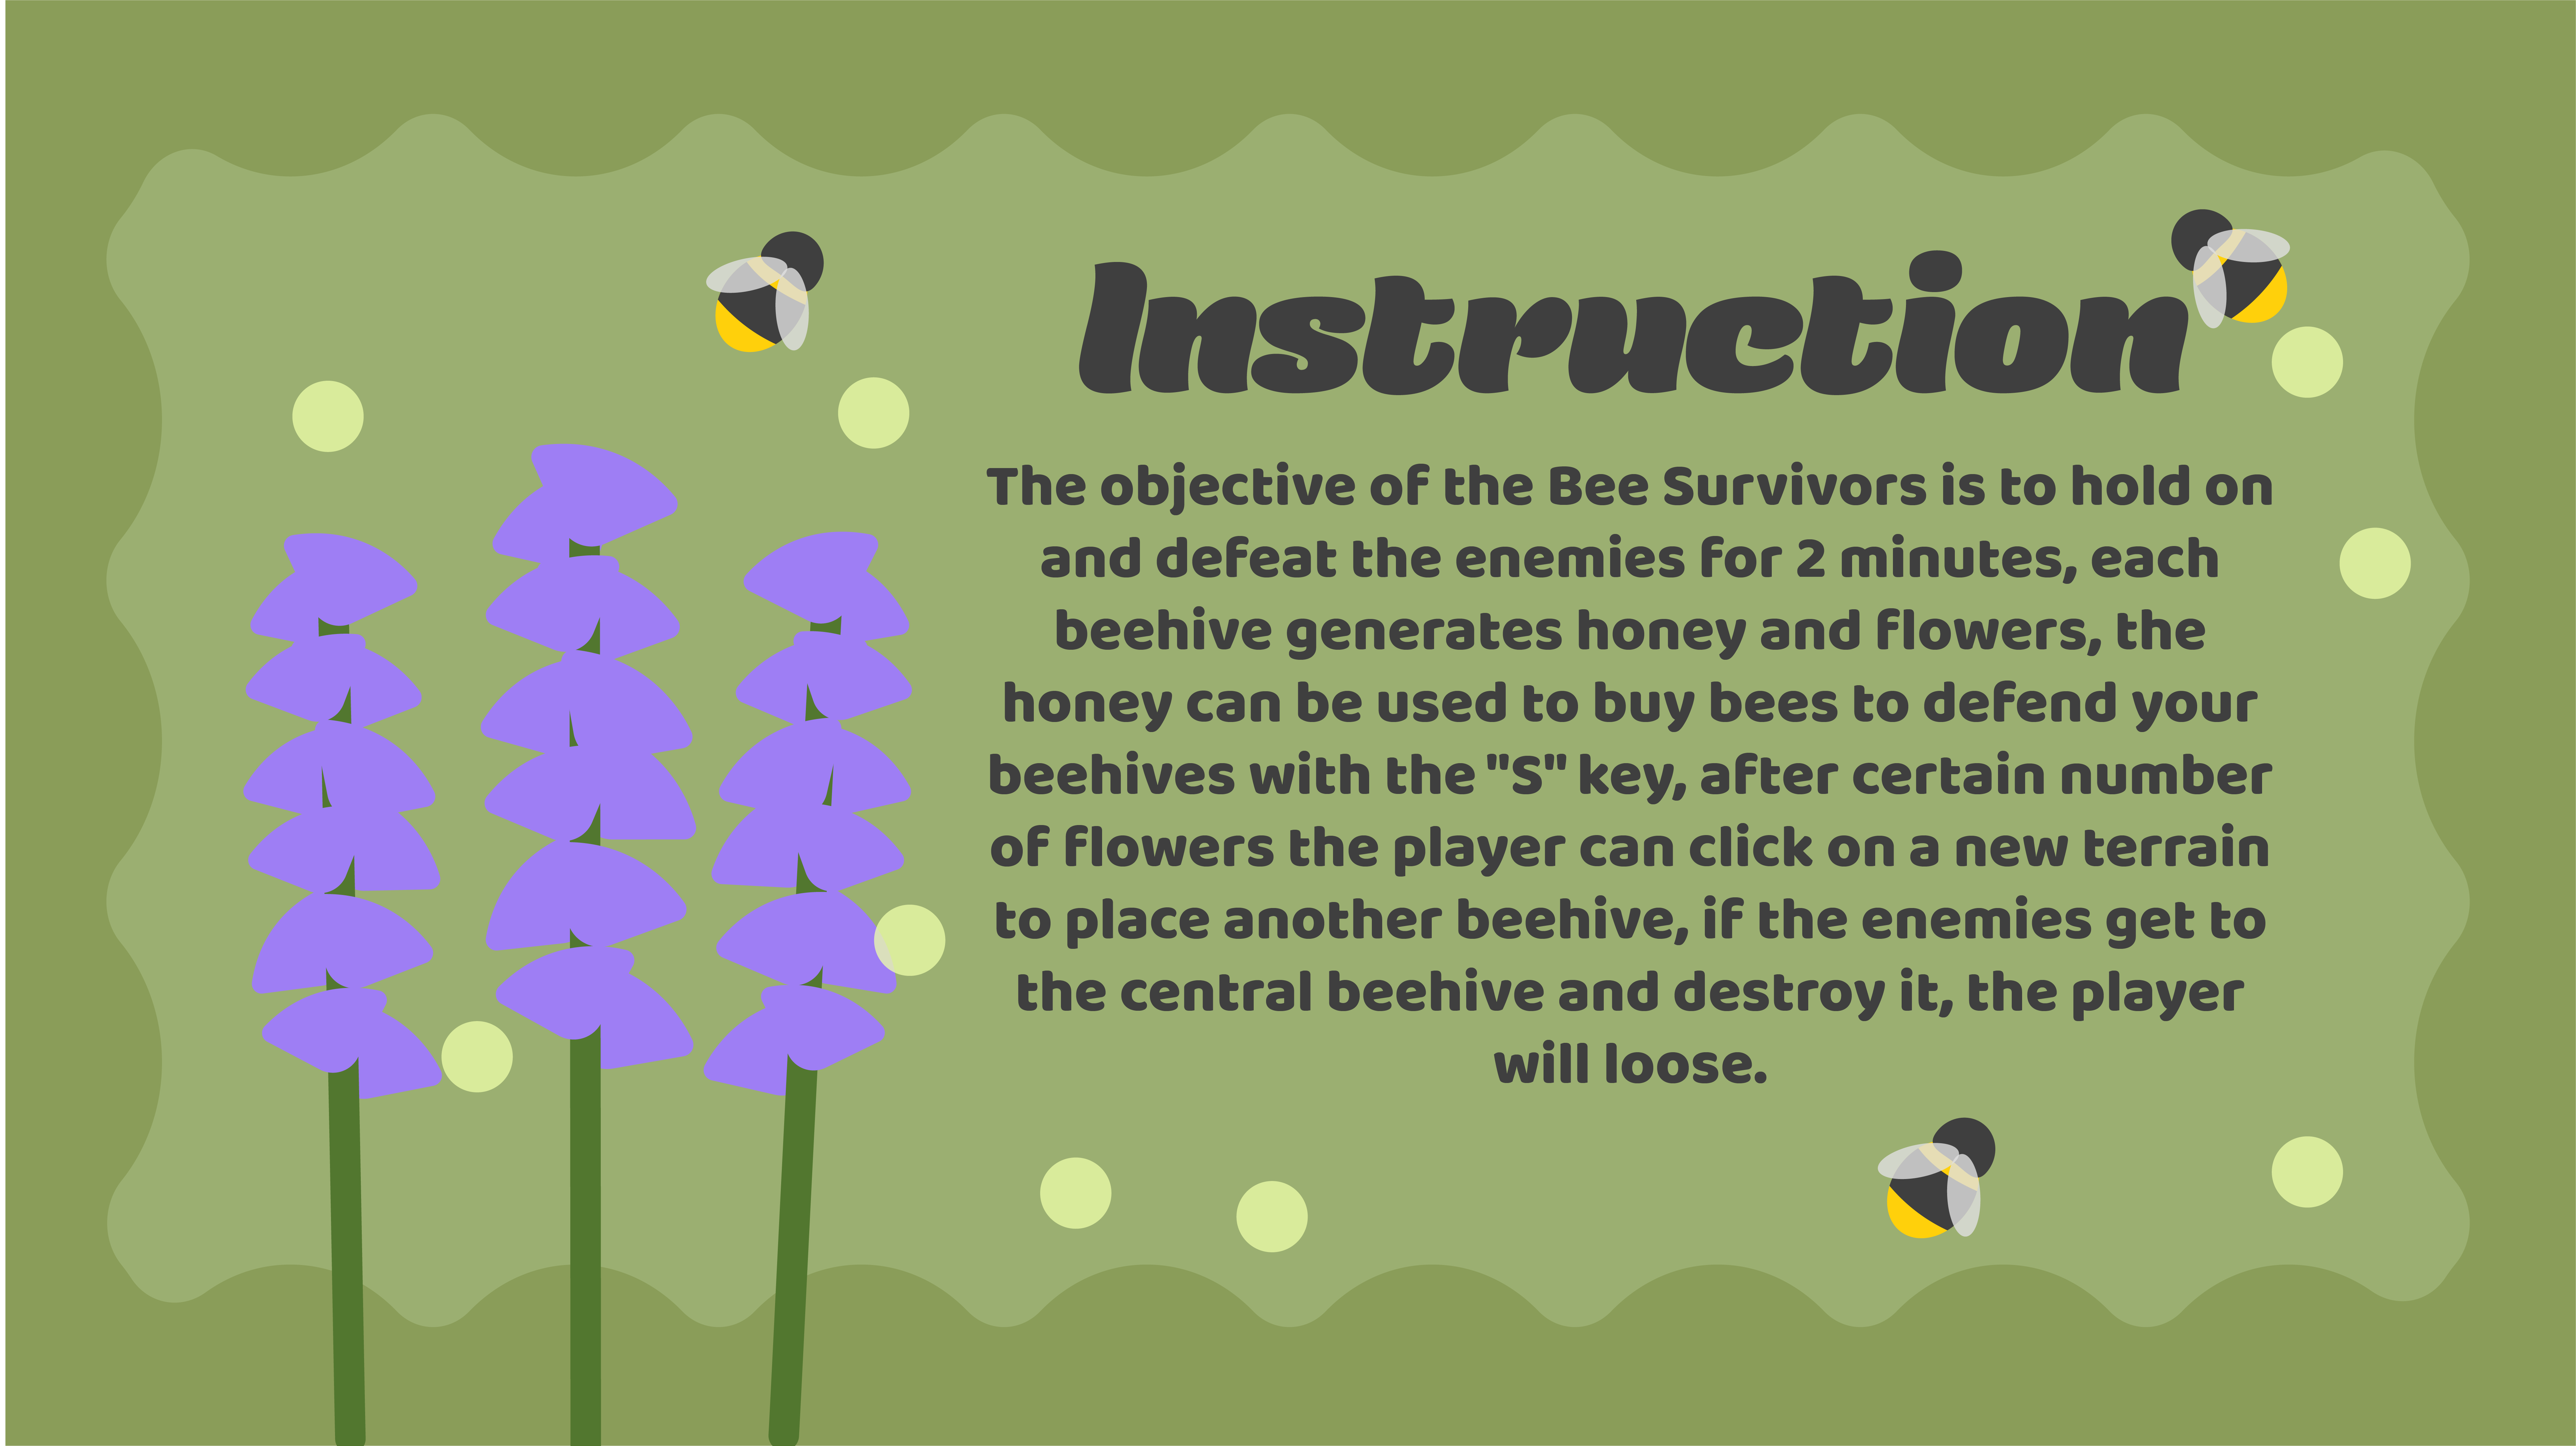 Instruction
The objective of the Bee Survivors is to hold on
and defeat the enemies for 2 minutes, each
beehive generates honey and flowers, the
honey can be used to buy bees to defend your
beehives with the "S" key, after certain number
of flowers the player can click on a new terrain
to place another beehive, if the enemies get to
the central beehive and destroy it, the player
will loose.